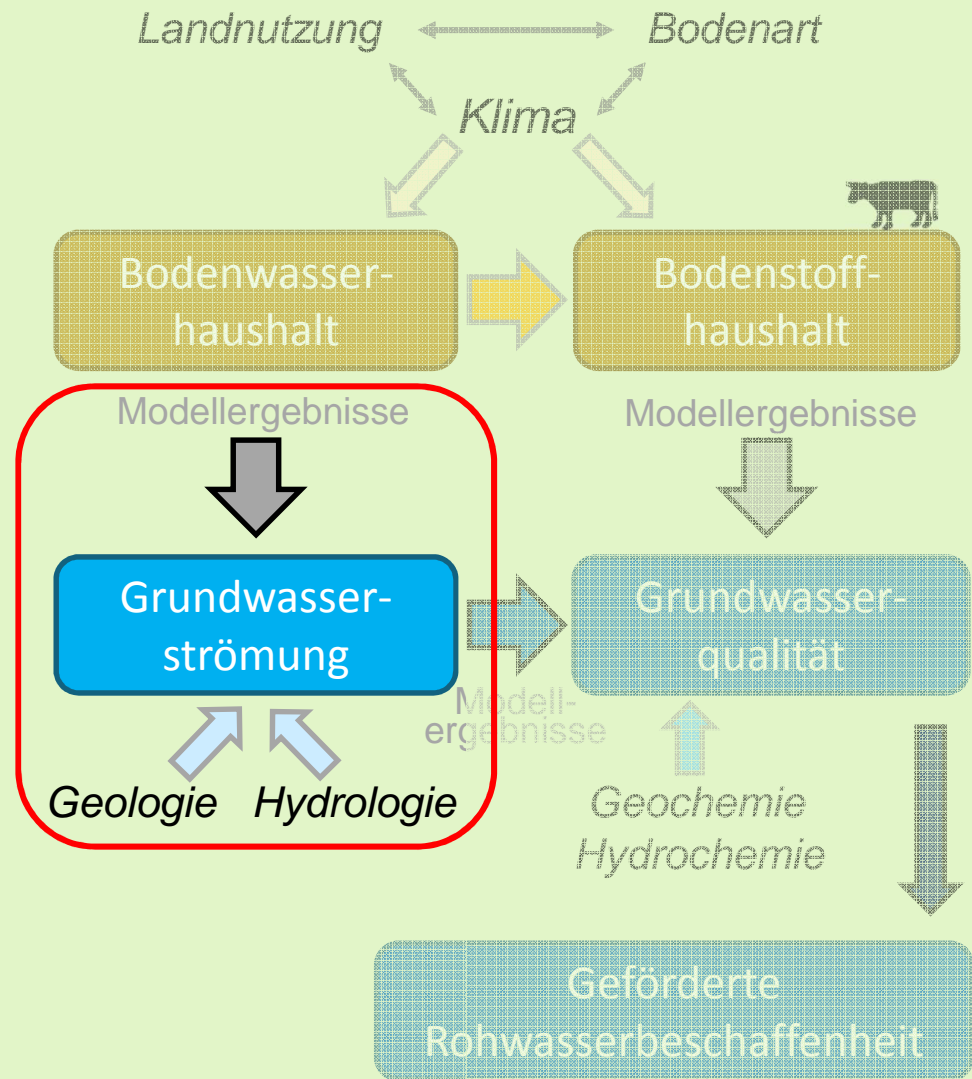 Landnutzung
Bodenart
Klima
Bodenwasser-
haushalt
Bodenstoff-
haushalt
Modellergebnisse
Modellergebnisse
Grundwasser-
strömung
Grundwasser-
qualität
Modell-
ergebnisse
Geologie
Hydrologie
Geochemie
Hydrochemie
Geförderte
Rohwasserbeschaffenheit